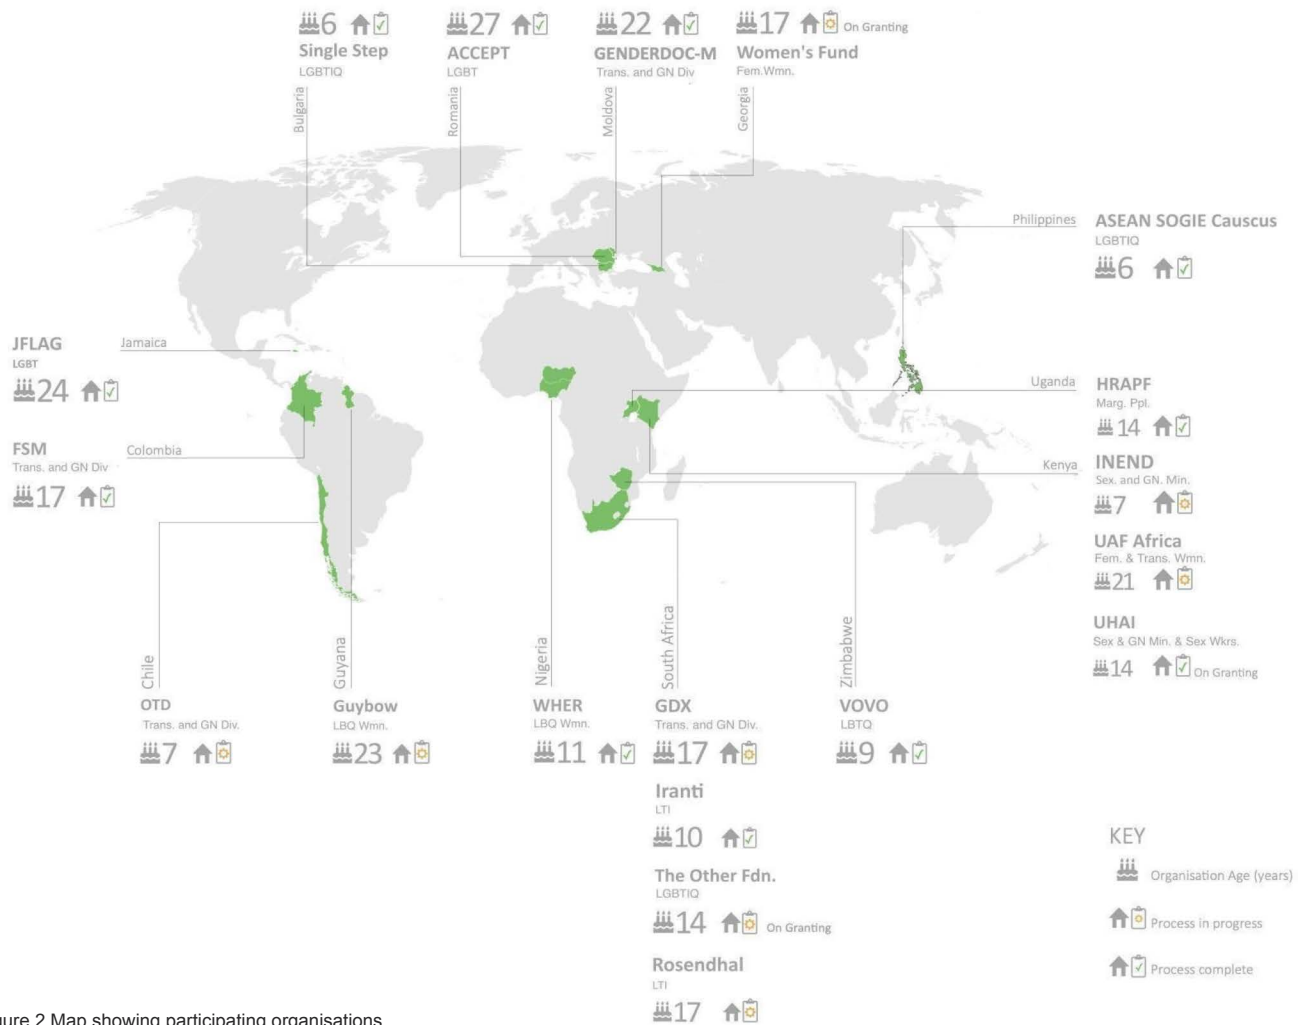 6
Single Step
LGBTIQ
Bulgaria
27
ACCEPT
LGBT
Romania
22
GENDERDOC-M
Trans. and GN Div
Moldova
17 On Granting
Women's Fund
Fem.Wmn.
Georgia
Philippines
ASEAN SOGIE Causcus
LGBTIQ
6
JFLAG
LGBT
24
Jamaica
FSM
Trans. and GN Div
17
Colombia
Uganda
HRAPF
Marg. Ppl.
14
Kenya
INEND
Sex. and GN. Min.
7
UAF Africa
Fem. & Trans. Wmn.
21
UHAI
Sex & GN Min. & Sex Wkrs.
14 On Granting
Chile
OTD
Trans. and GN Div.
7
Guyana
Guybow
LBQ Wmn.
23
Nigeria
WHER
LBQ Wmn.
11
South Africa
GDX
Trans. and GN Div.
17
Zimbabwe
VOVO
LBTQ
9
Iranti
LTI
10
The Other Fdn.
LGBTIQ
14 On Granting
Rosendhal
LTI
17
KEY
Organisation Age (years)
Process in progress
Process complete
gure 2 Map showing participating organisations